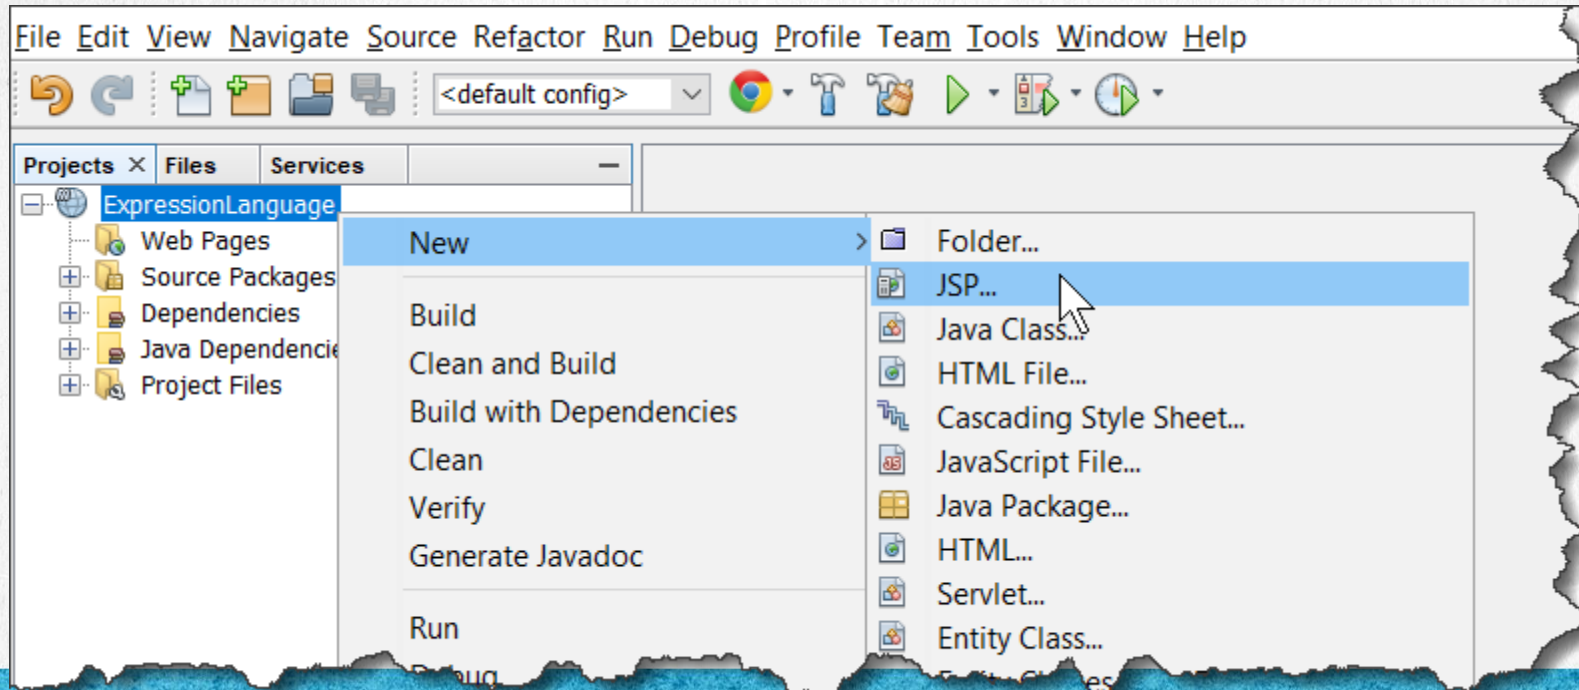 File Edit View Navigate Source Refactor Run Debug Profile Team Tools Window Help
<default config>
Projects × Files Services
ExpressionLanguage
Web Pages
Source Packages
Dependencies
Java Dependencie
Project Files
New
Build
Clean and Build
Build with Dependencies
Clean
Verify
Generate Javadoc
Run
Debug
Folder...
JSP...
Java Class...
HTML File...
Cascading Style Sheet...
JavaScript File...
Java Package...
HTML...
Servlet...
Entity Class...